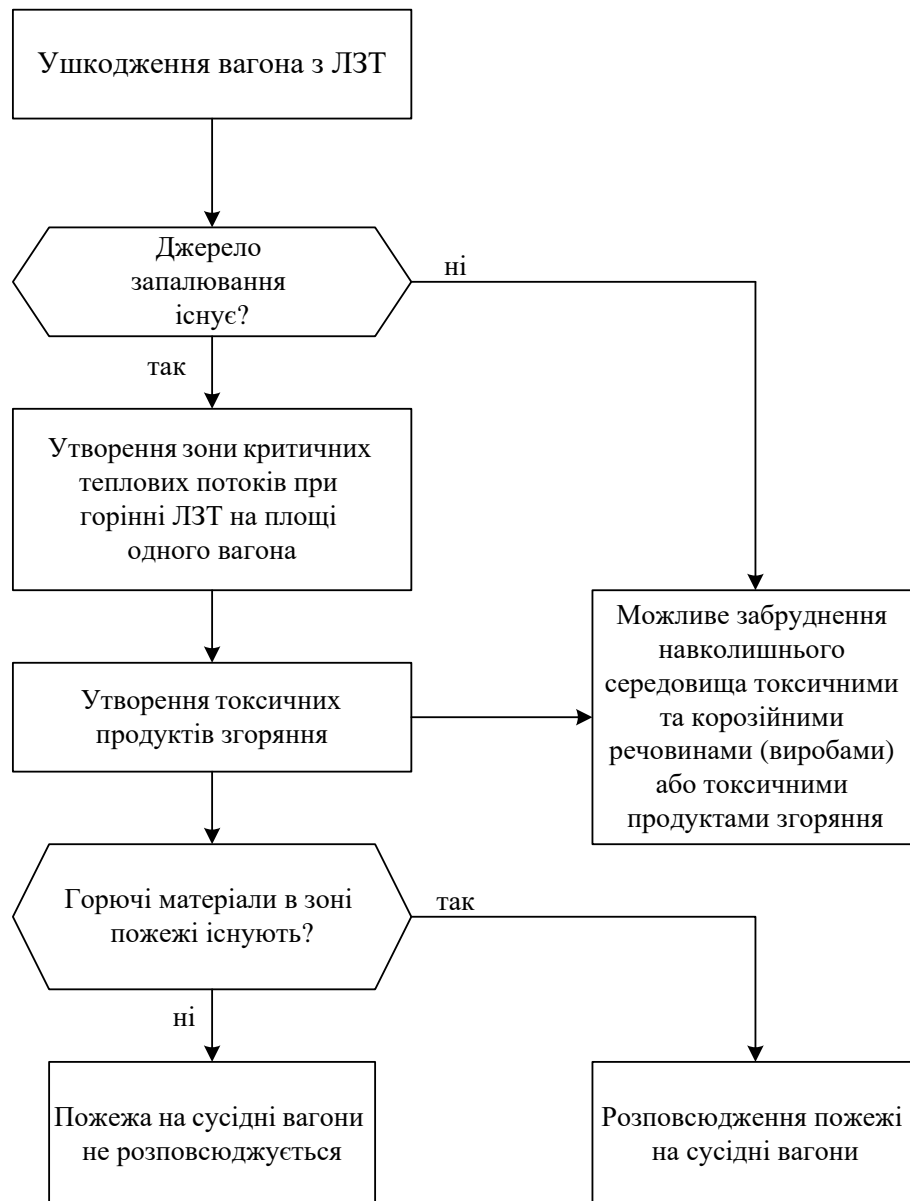 Ушкодження вагона з ЛЗТ
Джерело
запалювання
існує?
ні
так
Утворення зони критичних
теплових потоків при
горінні ЛЗТ на площі
одного вагона
Можливе забруднення
навколишнього
середовища токсичними
та корозійними
речовинами (виробами)
або токсичними
продуктами згоряння
Утворення токсичних
продуктів згоряння
Горючі матеріали в зоні
пожежі існують?
так
ні
Пожежа на сусідні вагони
не розповсюджується
Розповсюдження пожежі
на сусідні вагони